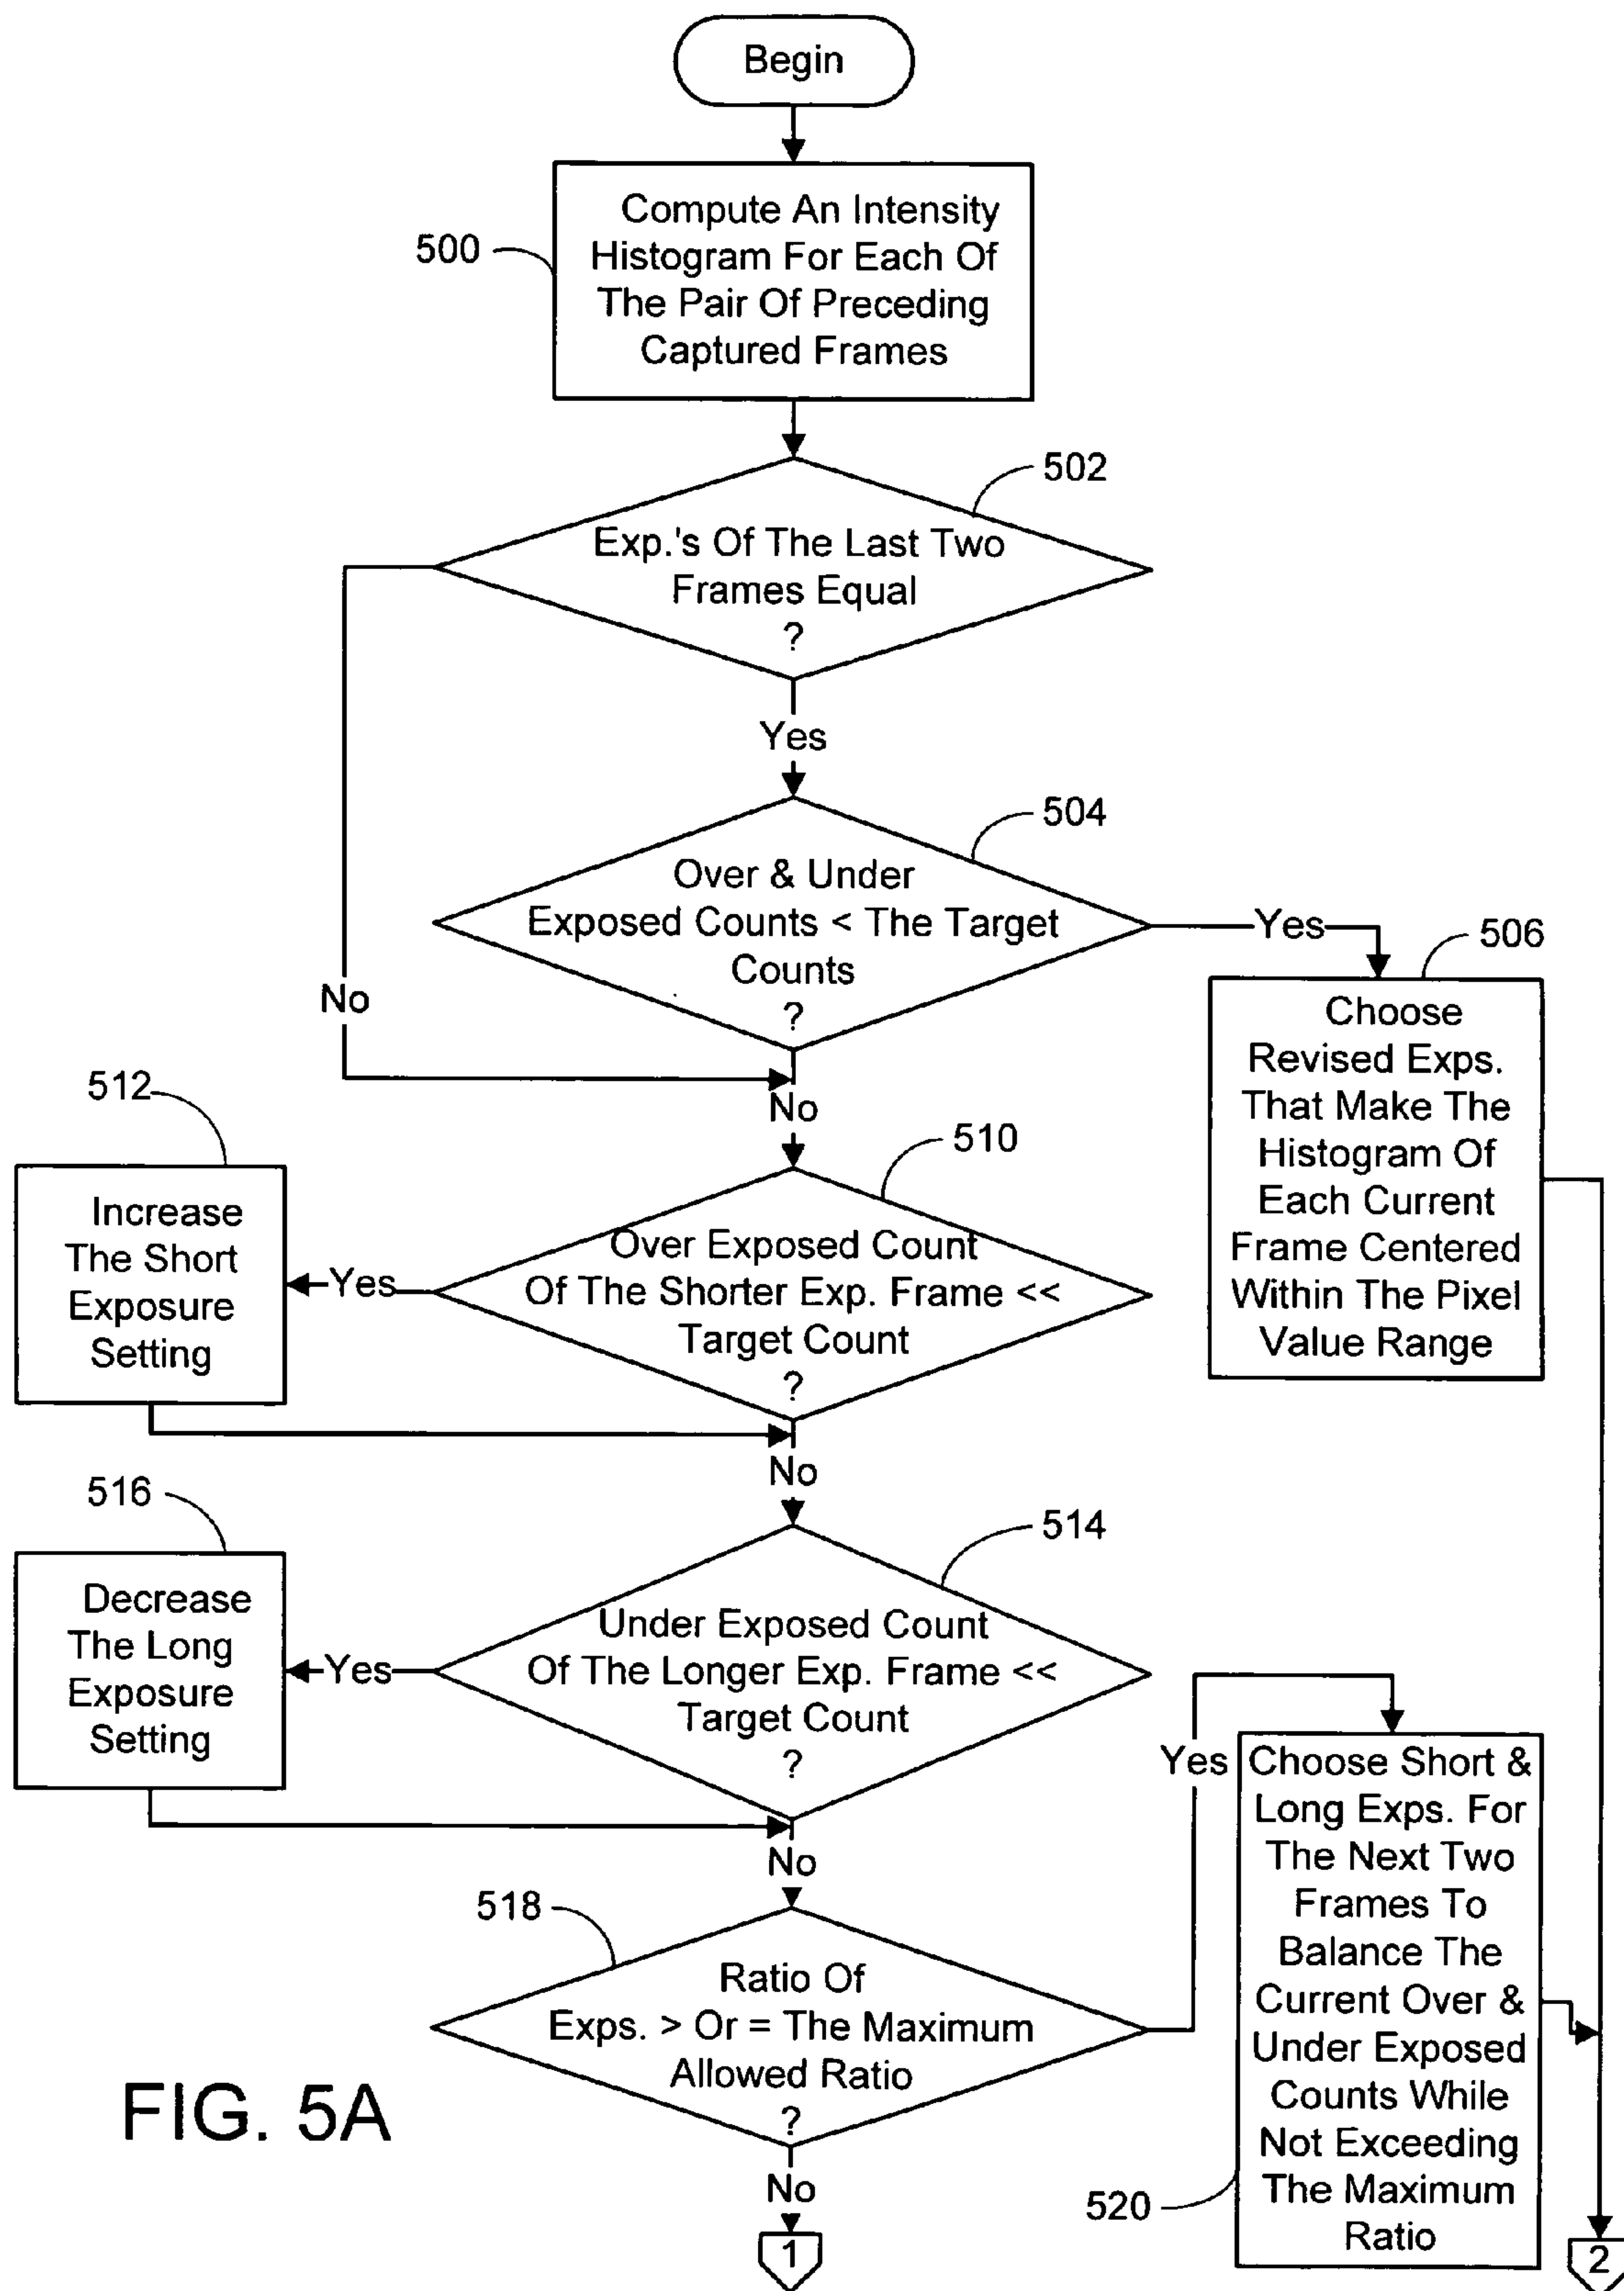 Begin
500
Compute An Intensity
Histogram For Each Of
The Pair Of Preceding
Captured Frames
502
Exp.'s Of The Last Two
Frames Equal
?
Yes
No
504
Over & Under
Exposed Counts < The Target
Counts
?
Yes
506
Choose
Revised Exps.
That Make The
Histogram Of
Each Current
Frame Centered
Within The Pixel
Value Range
No
510
Over Exposed Count
Of The Shorter Exp. Frame <<
Target Count
?
Yes
512
Increase
The Short
Exposure
Setting
No
514
Under Exposed Count
Of The Longer Exp. Frame <<
Target Count
?
Yes
516
Decrease
The Long
Exposure
Setting
No
518
Ratio Of
Exps. > Or = The Maximum
Allowed Ratio
?
Yes
520
Choose Short &
Long Exps. For
The Next Two
Frames To
Balance The
Current Over &
Under Exposed
Counts While
Not Exceeding
The Maximum
Ratio
No
1
2
FIG. 5A